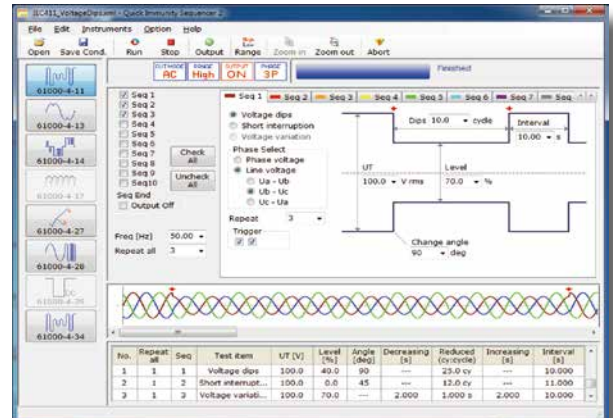 IEC411_VoltageDips.xml - Quick Immunity Sequencer 2
File Edit Instruments Option Help
Open Save Cond. Run Stop Output Range Zoom in Zoom out Abort
OUTMODE AC RANGE High OUTPUT ON PHASE 3P
Finished
61000-4-11
61000-4-13
61000-4-14
61000-4-17
61000-4-27
61000-4-28
61000-4-29
61000-4-34
Seq 1
Seq 2
Seq 3
Seq 4
Seq 5
Seq 6
Seq 7
Seq 8
Seq 9
Seq10
Check All
Uncheck All
Seq End
Output Off
Freq [Hz] 50.00
Repeat all 3
Seq 1 Seq 2 Seq 3 Seq 4 Seq 5 Seq 6 Seq 7 Seq
Voltage dips
Short interruption
Voltage variation
Phase Select
Phase voltage
Line voltage
Ua - Ub
Ub - Uc
Uc - Ua
Repeat 3
Trigger
Dips 10.0 cycle
Interval
10.00 s
UT
100.0 V rms
Level
70.0 %
Change angle
90 deg
No. Repeat all Seq Test item UT [V] Level [%] Angle [deg] Decreasing [s] Reduced (cy:cycle) Increasing [s] Interval [s]
1 1 1 Voltage dips 100.0 40.0 90 --- 25.0 cy --- 10.000
2 1 2 Short interrupt... 100.0 0.0 45 --- 12.0 cy --- 11.000
3 1 3 Voltage variati... 100.0 70.0 --- 2.000 1.000 s 2.000 10.000